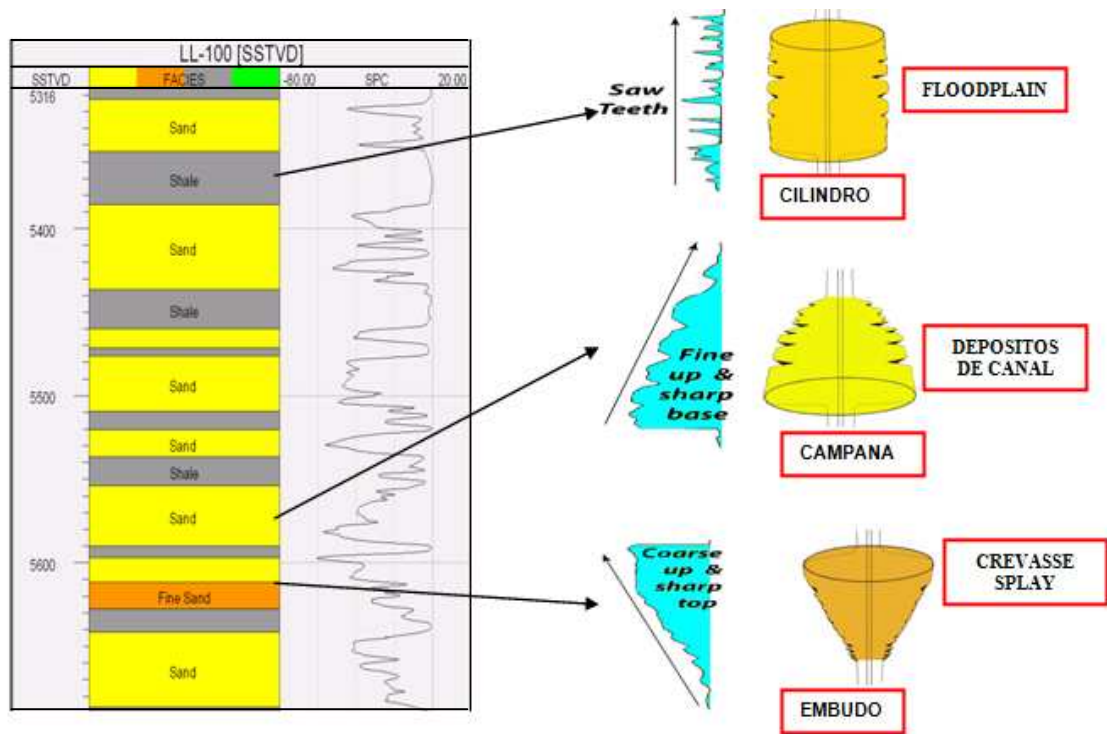 LL-100 [SSTVD]
SSTVD FACIES -80.00 SPC 20.00
5316
Sand
Shale
5400
Sand
Shale
Sand
5500
Sand
Shale
Sand
5600
Fine Sand
Sand
Saw
Teeth
FLOODPLAIN
CILINDRO
Fine
up &
sharp
base
DEPOSITOS
DE CANAL
CAMPANA
Coarse
up &
sharp
top
CREVASSE
SPLAY
EMBUDO